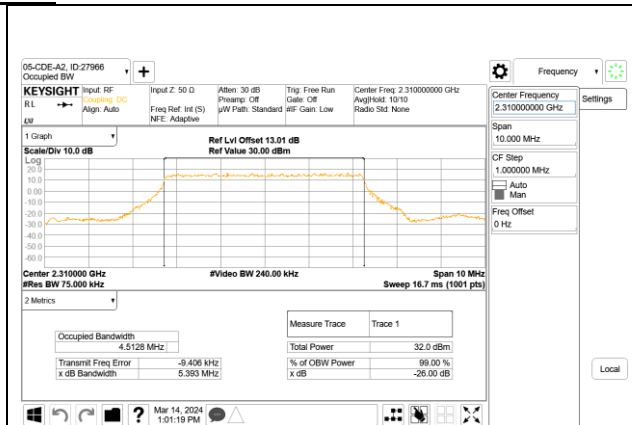 05-CDE-A2, ID:27966
Occupied BW
KEYSIGHT
RL
Input: RF
Coupling: DC
Align: Auto
Input Z: 50 Ω
Freq Ref: Int (S)
NFE: Adaptive
Atten: 30 dB
Preamp: Off
µW Path: Standard
Trig: Free Run
Gate: Off
#IF Gain: Low
Center Freq: 2.310000000 GHz
Avg|Hold: 10/10
Radio Std: None
1 Graph
Scale/Div 10.0 dB
Ref Lvl Offset 13.01 dB
Ref Value 30.00 dBm
Log
20.0
10.0
0.00
-10.0
-20.0
-30.0
-40.0
-50.0
-60.0
Center 2.310000 GHz
#Video BW 240.00 kHz
Span 10 MHz
#Res BW 75.000 kHz
Sweep 16.7 ms (1001 pts)
2 Metrics
Occupied Bandwidth
4.5128 MHz
Transmit Freq Error -9.406 kHz
x dB Bandwidth 5.393 MHz
Measure Trace Trace 1
Total Power 32.0 dBm
% of OBW Power 99.00 %
x dB -26.00 dB
Mar 14, 2024
1:01:19 PM
Frequency
Center Frequency
2.310000000 GHz
Settings
Span
10.000 MHz
CF Step
1.000000 MHz
Auto
Man
Freq Offset
0 Hz
Local